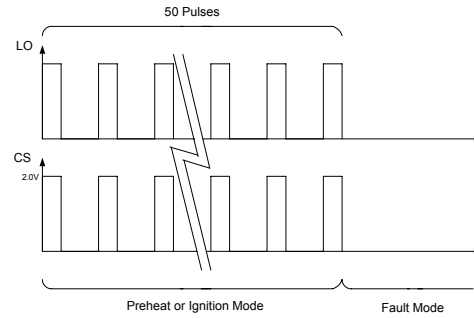 50 Pulses
LO
CS
2.0V
Preheat or Ignition Mode
Fault Mode